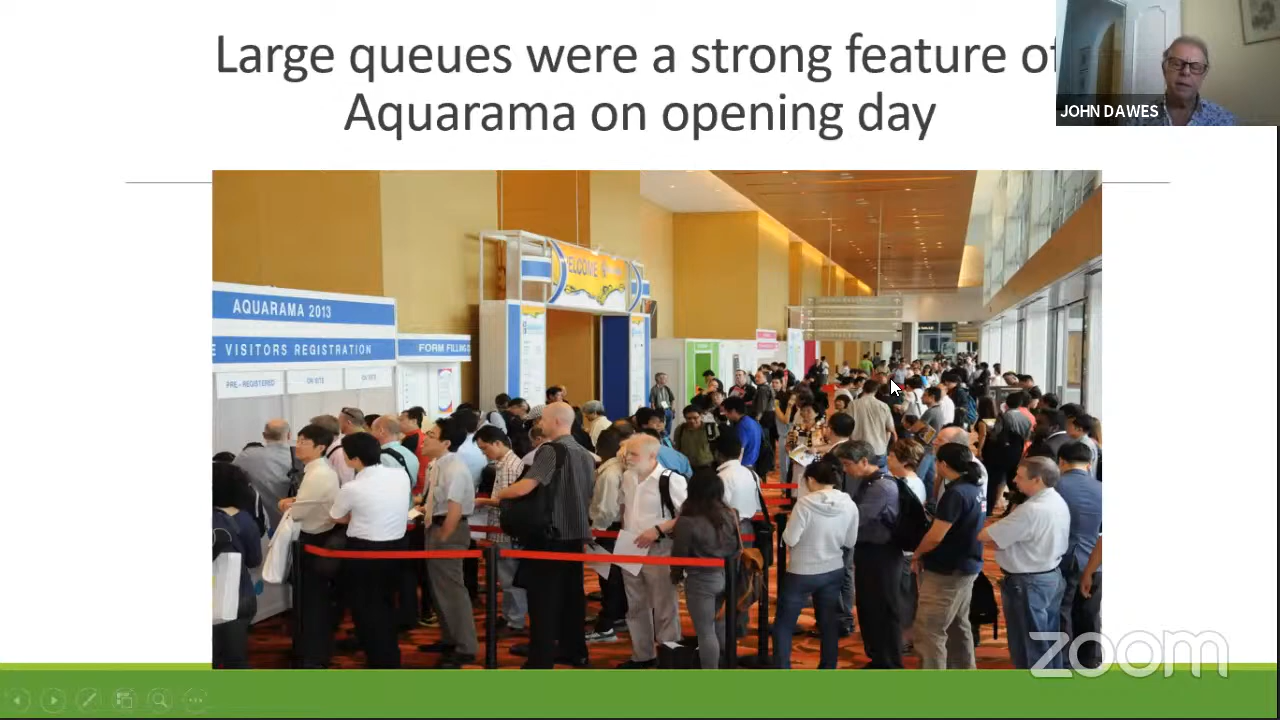 Large queues were a strong feature of
Aquarama on opening day
JOHN DAWES
WELCOME
AQUARAMA 2013
E VISITORS REGISTRATION
FORM FILLING
PRE-REGISTERED
ON SITE
ON SITE
zoom